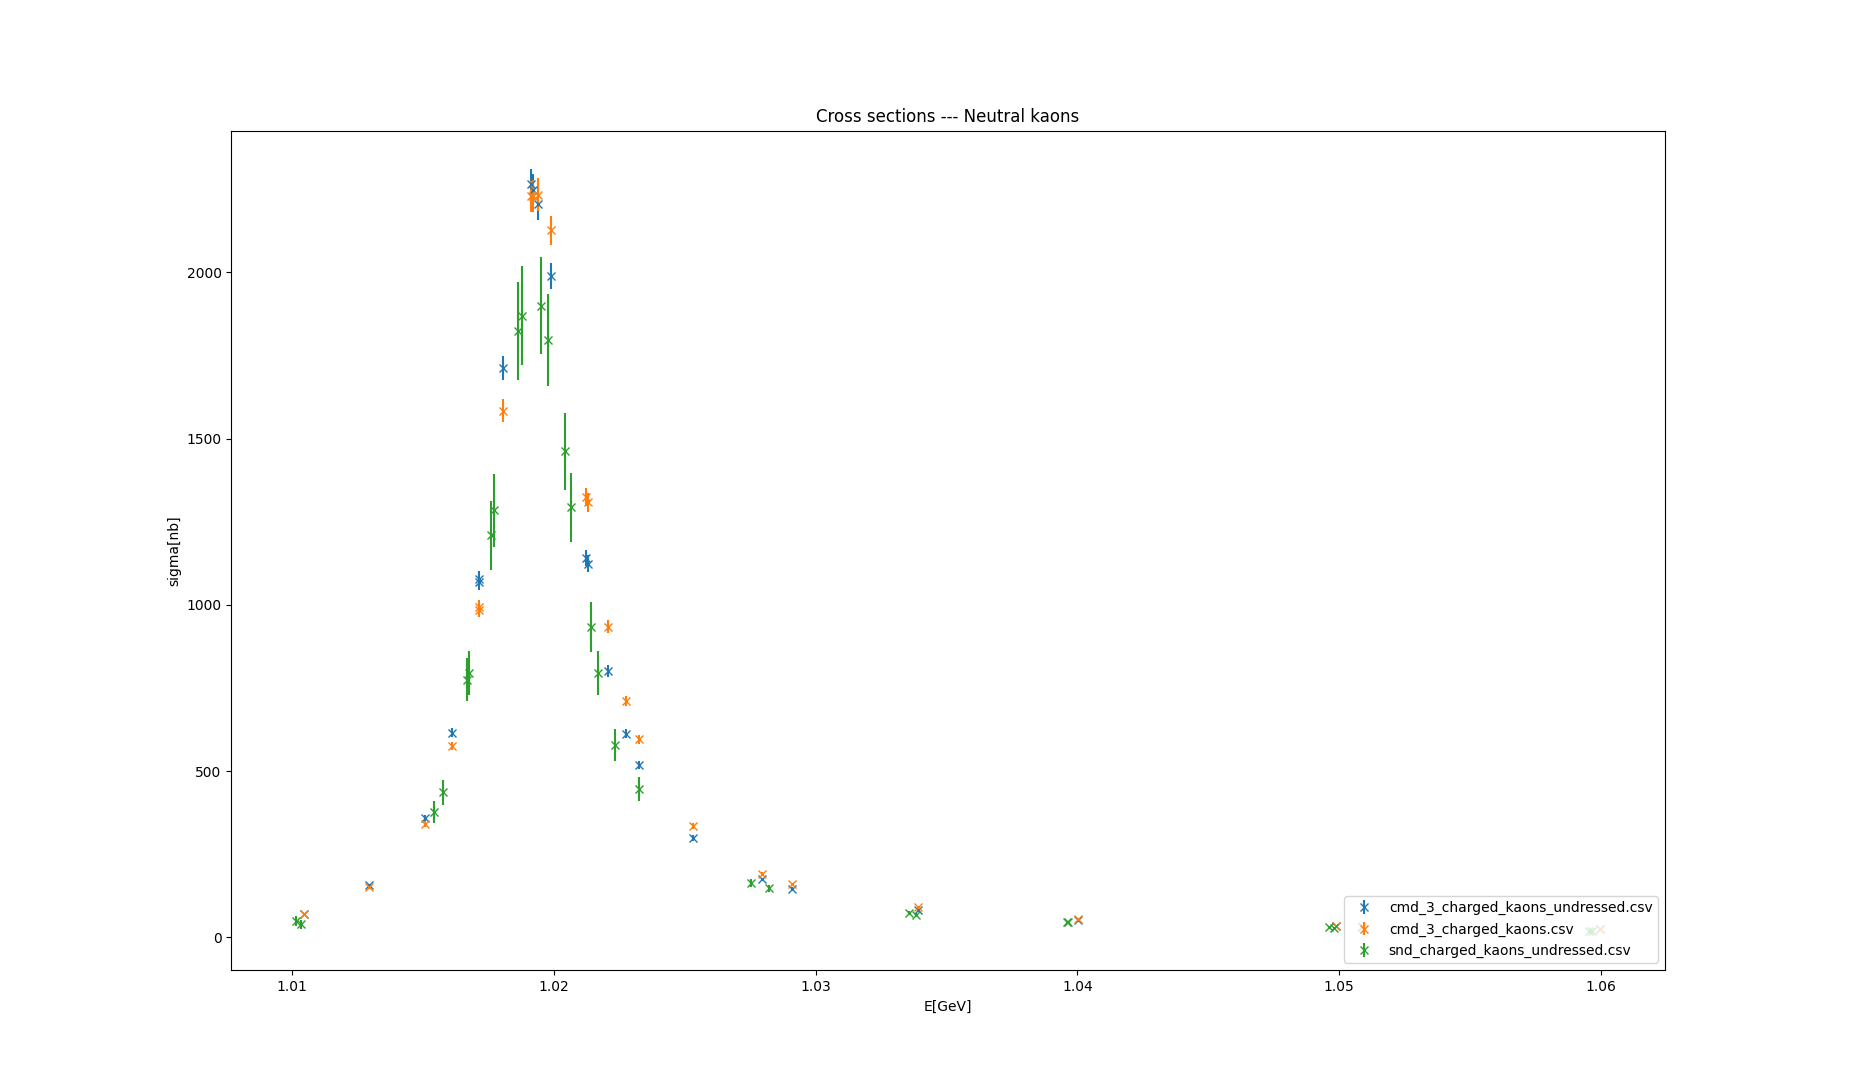 Cross sections --- Neutral kaons
sigma[nb]
2000
1500
1000
500
0
1.01
1.02
1.03
1.04
1.05
1.06
E[GeV]
cmd_3_charged_kaons_undressed.csv
cmd_3_charged_kaons.csv
snd_charged_kaons_undressed.csv